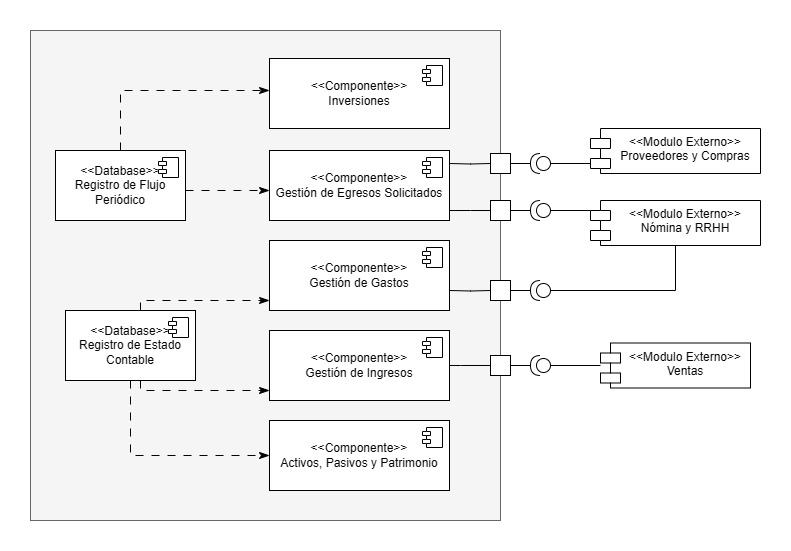 <<Componente>>
Inversiones
<<Database>>
Registro de Flujo
Periódico
<<Componente>>
Gestión de Egresos Solicitados
<<Modulo Externo>>
Proveedores y Compras
<<Modulo Externo>>
Nómina y RRHH
<<Componente>>
Gestión de Gastos
<<Database>>
Registro de Estado
Contable
<<Componente>>
Gestión de Ingresos
<<Modulo Externo>>
Ventas
<<Componente>>
Activos, Pasivos y Patrimonio